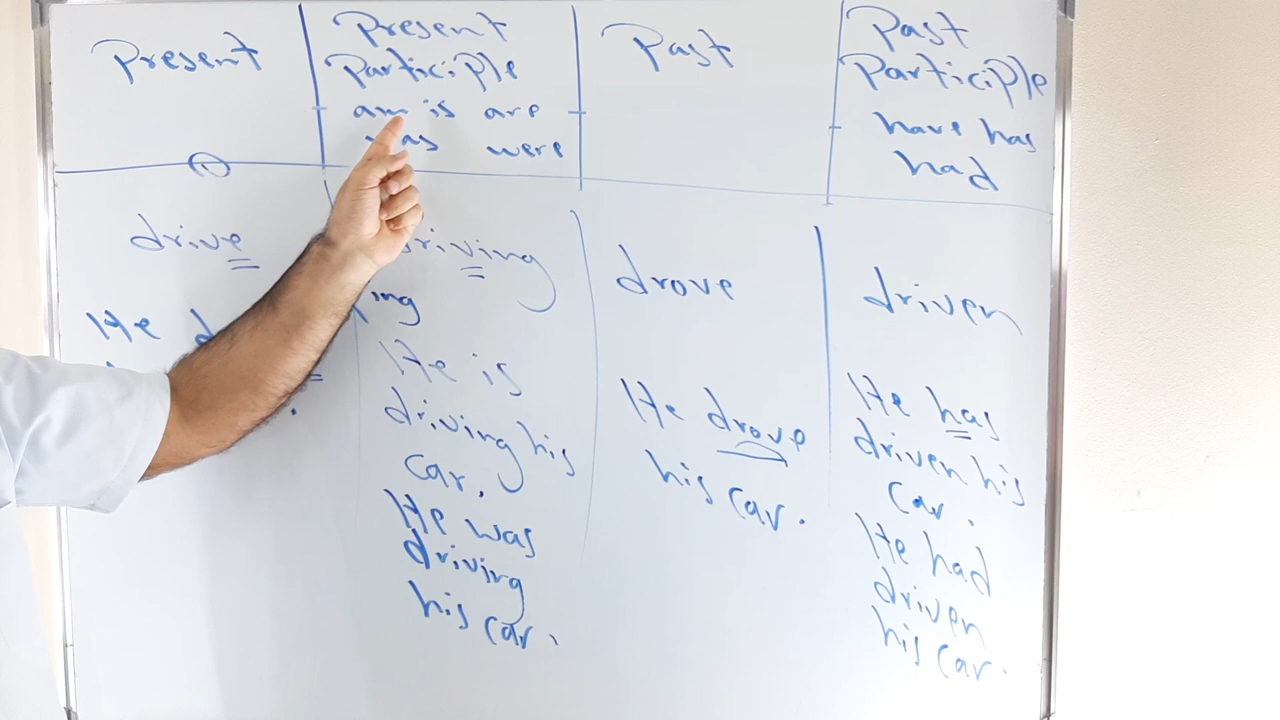 Present
drive
He
Present
Participle
am is are
were
driving
ing
He is
driving his
car.
He was
driving
his car.
Past
drove
He drove
his car.
Past
Participle
have has
had
driven
He has
driven his
car.
He had
driven
his car.